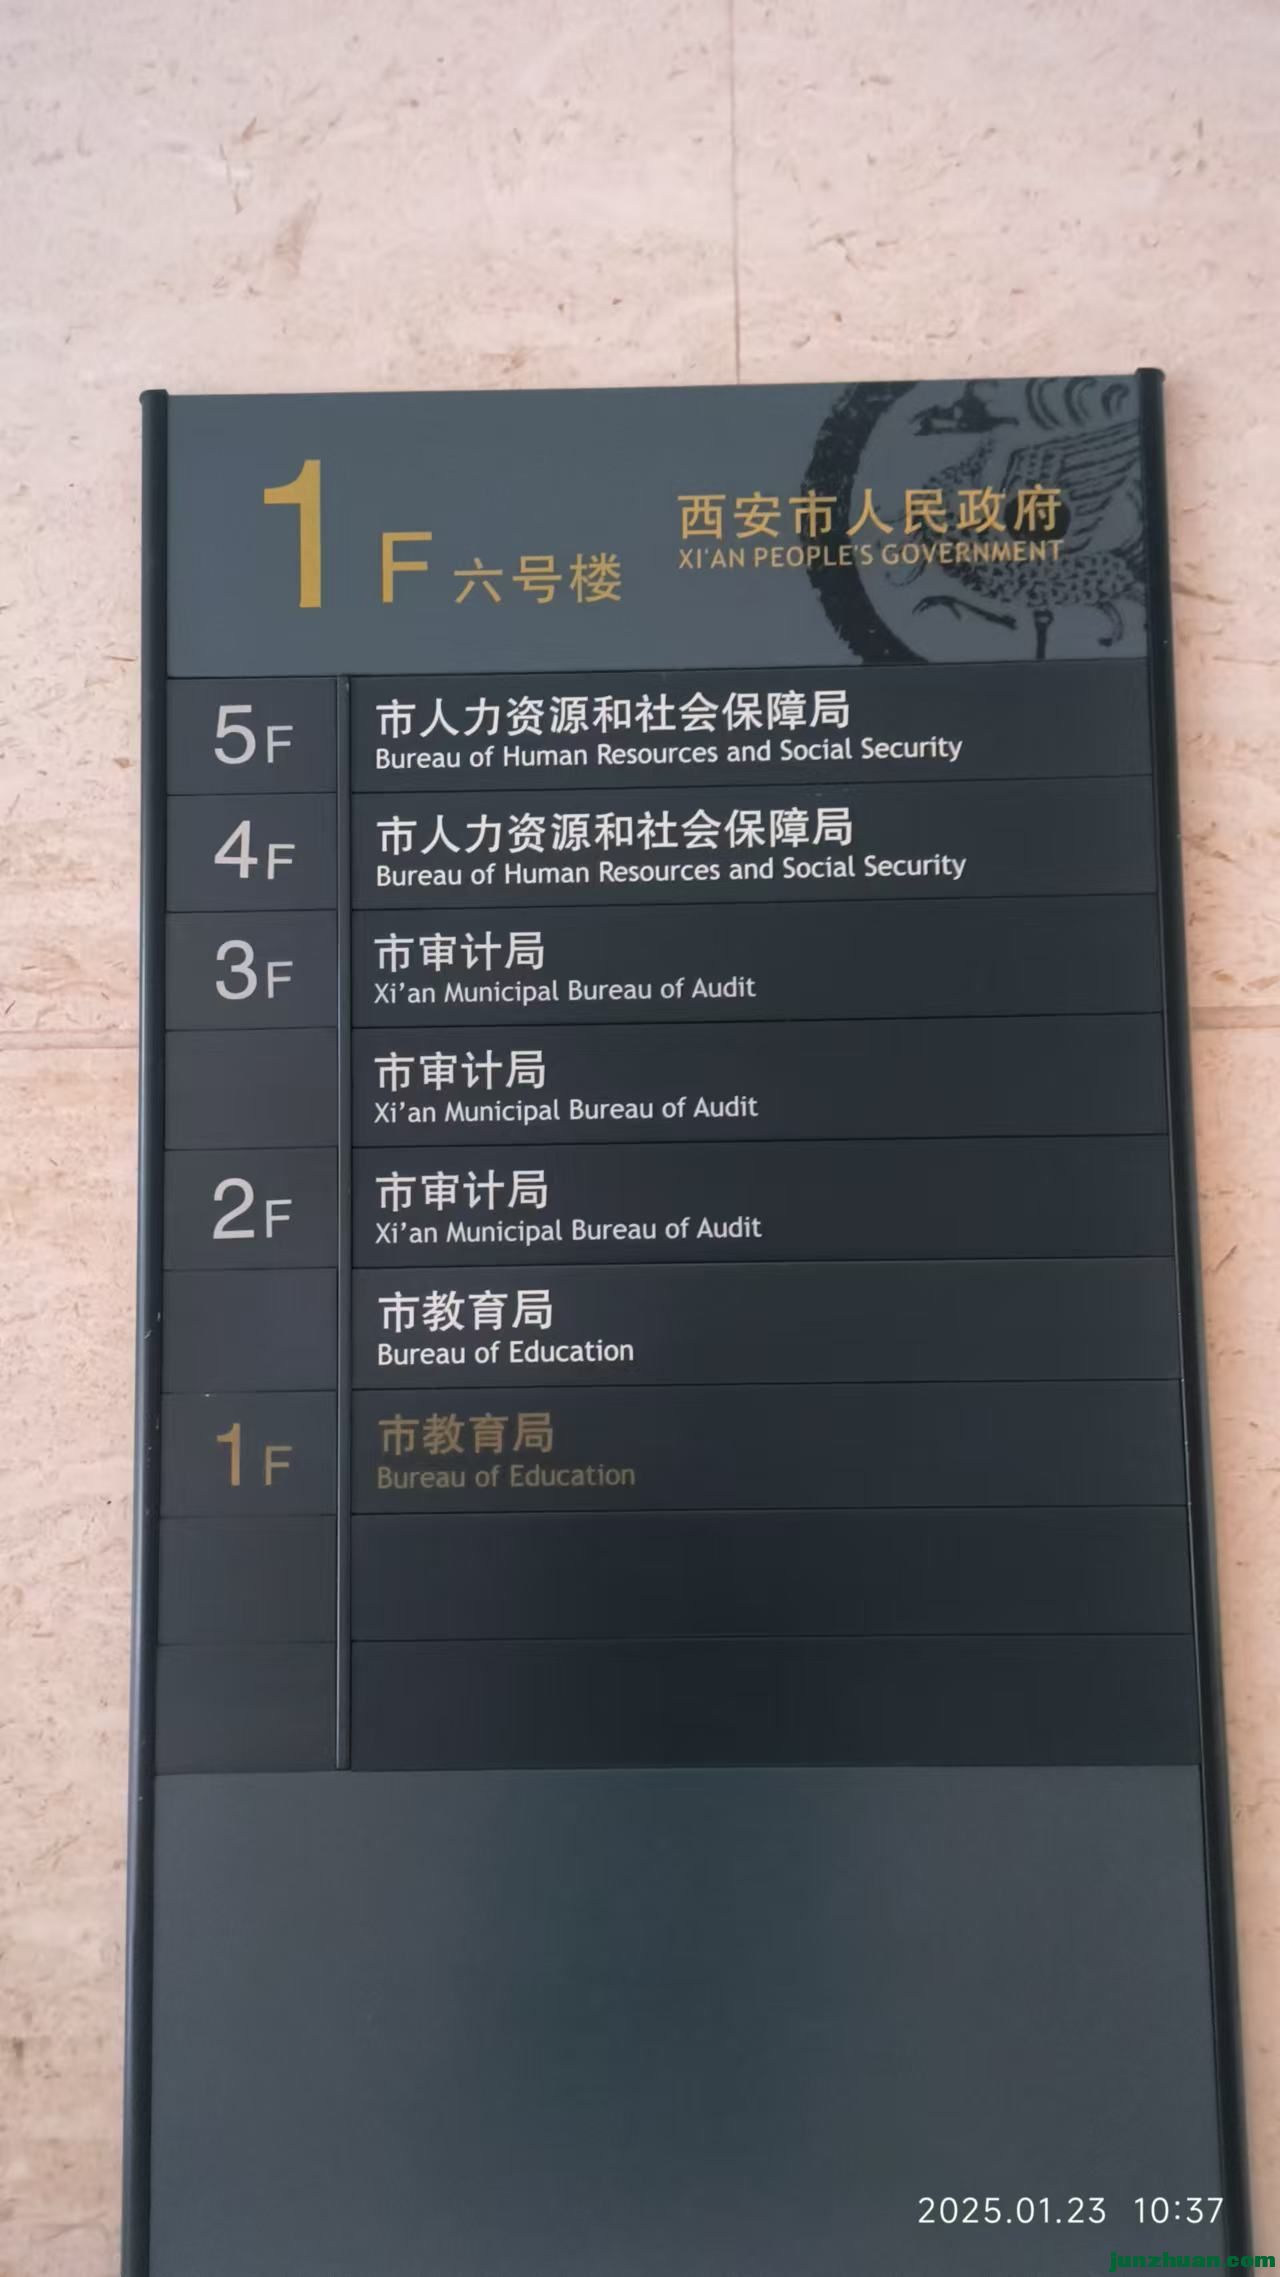 1F 六号楼
西安市人民政府
XI'AN PEOPLE'S GOVERNMENT
5F 市人力资源和社会保障局
Bureau of Human Resources and Social Security
4F 市人力资源和社会保障局
Bureau of Human Resources and Social Security
3F 市审计局
Xi'an Municipal Bureau of Audit
市审计局
Xi'an Municipal Bureau of Audit
2F 市审计局
Xi'an Municipal Bureau of Audit
市教育局
Bureau of Education
1F 市教育局
Bureau of Education
2025.01.23 10:37
junzhuan.com